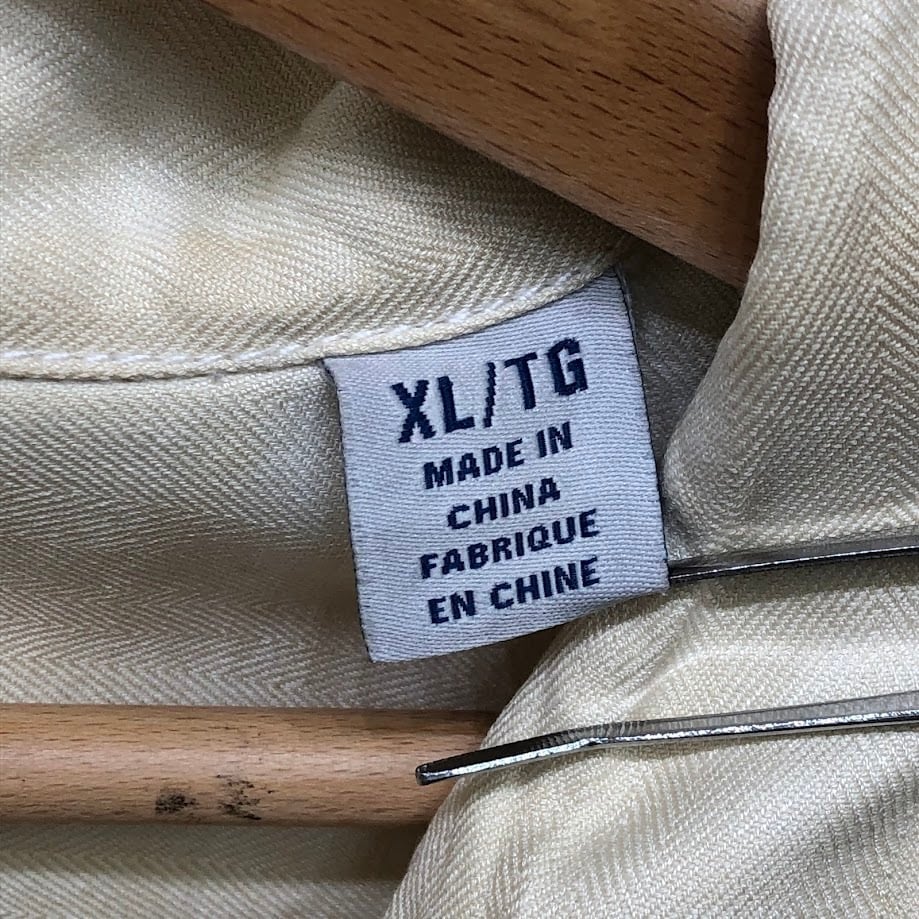 XL/TG
MADE IN
CHINA
FABRIQUE
EN CHINE